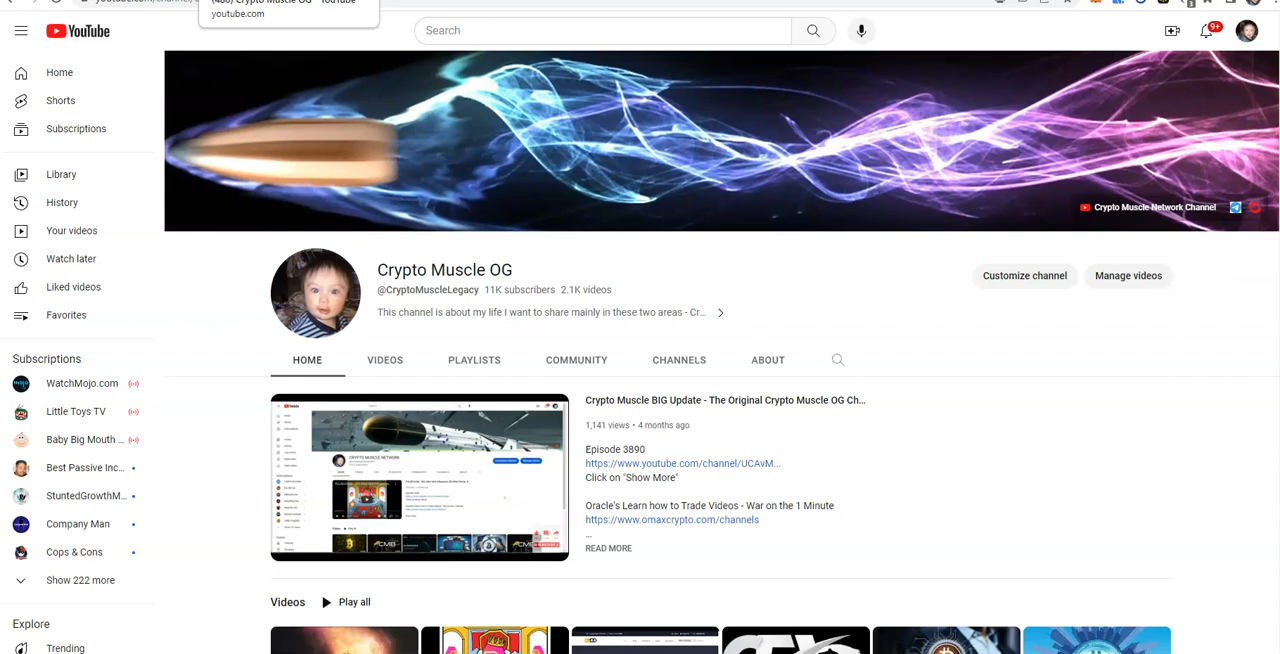 youtube.com
YouTube
Search
9+
Home
Shorts
Subscriptions
Library
History
Your videos
Watch later
Liked videos
Favorites
Subscriptions
WatchMojo.com
Little Toys TV
Baby Big Mouth ...
Best Passive Inc...
StuntedGrowthM...
Company Man
Cops & Cons
Show 222 more
Explore
Trending
Crypto Muscle Network Channel
Crypto Muscle OG
@CryptoMuscleLegacy 11K subscribers 2.1K videos
This channel is about my life I want to share mainly in these two areas - Cr...
Customize channel
Manage videos
HOME VIDEOS PLAYLISTS COMMUNITY CHANNELS ABOUT
CRYPTO MUSCLE NETWORK
Crypto Muscle BIG Update - The Original Crypto Muscle OG Ch...
1,141 views • 4 months ago
Episode 3890
https://www.youtube.com/channel/UCAvM...
Click on "Show More"
Oracle's Learn how to Trade Videos - War on the 1 Minute
https://www.omaxcrypto.com/channels
...
READ MORE
Videos Play all